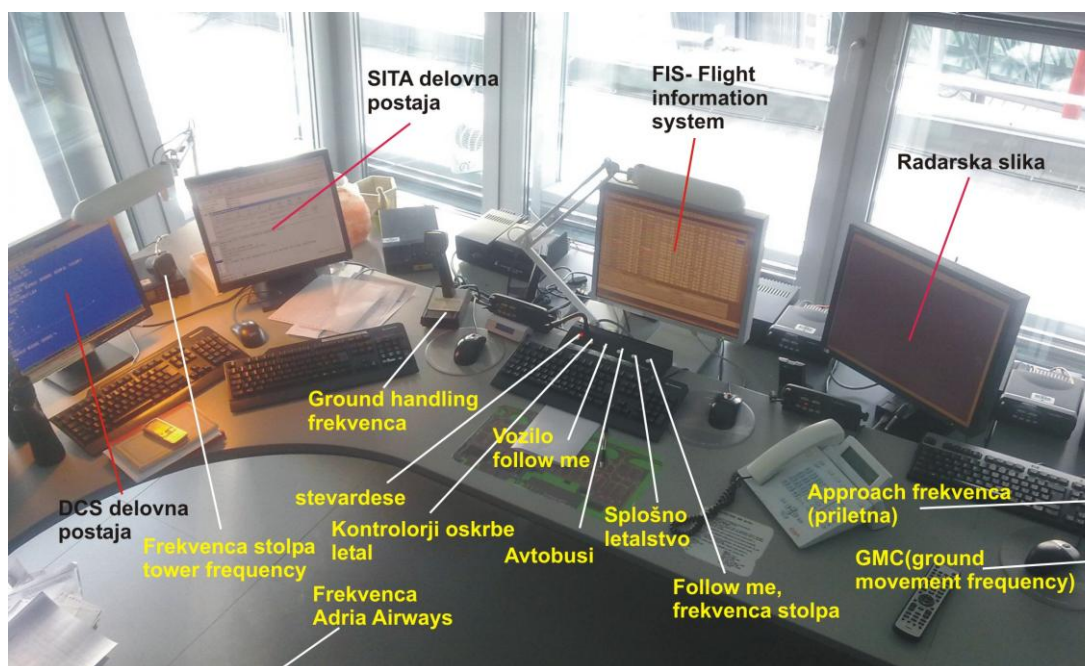 SITA delovna
postaja
FIS- Flight
information
system
Radarska slika
Ground handling
frekvenca
Vozilo
follow me
stevardese
DCS delovna
postaja
Kontrolorji oskrbe
letal
Splošno
letalstvo
Approach frekvenca
(priletna)
Frekvenca stolpa
tower frequency
Avtobusi
GMC(ground
movement frequency)
Follow me,
frekvenca stolpa
Frekvenca
Adria Airways